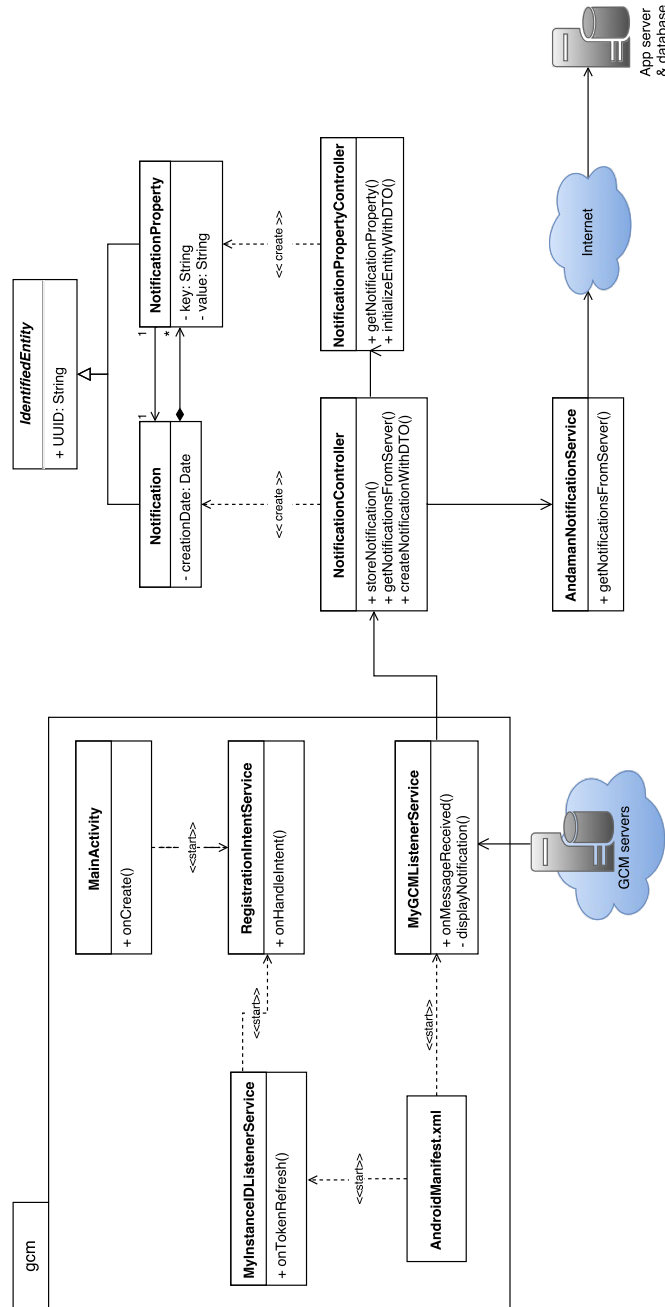 gcm
MainActivity
+ onCreate()
<<start>>
MyInstanceIDListenerService
+ onTokenRefresh()
<<start>>
RegistrationIntentService
+ onHandleIntent()
<<start>>
AndroidManifest.xml
<<start>>
MyGCMListenerService
+ onMessageReceived()
- displayNotification()
GCM servers
IdentifiedEntity
+ UUID: String
Notification
- creationDate: Date
1
1
*
NotificationProperty
- key: String
- value: String
<< create >>
<< create >>
NotificationController
+ storeNotification()
+ getNotificationsFromServer()
+ createNotificationWithDTO()
NotificationPropertyController
+ getNotificationProperty()
+ initializeEntityWithDTO()
AndamanNotificationService
+ getNotificationsFromServer()
Internet
App server
& database